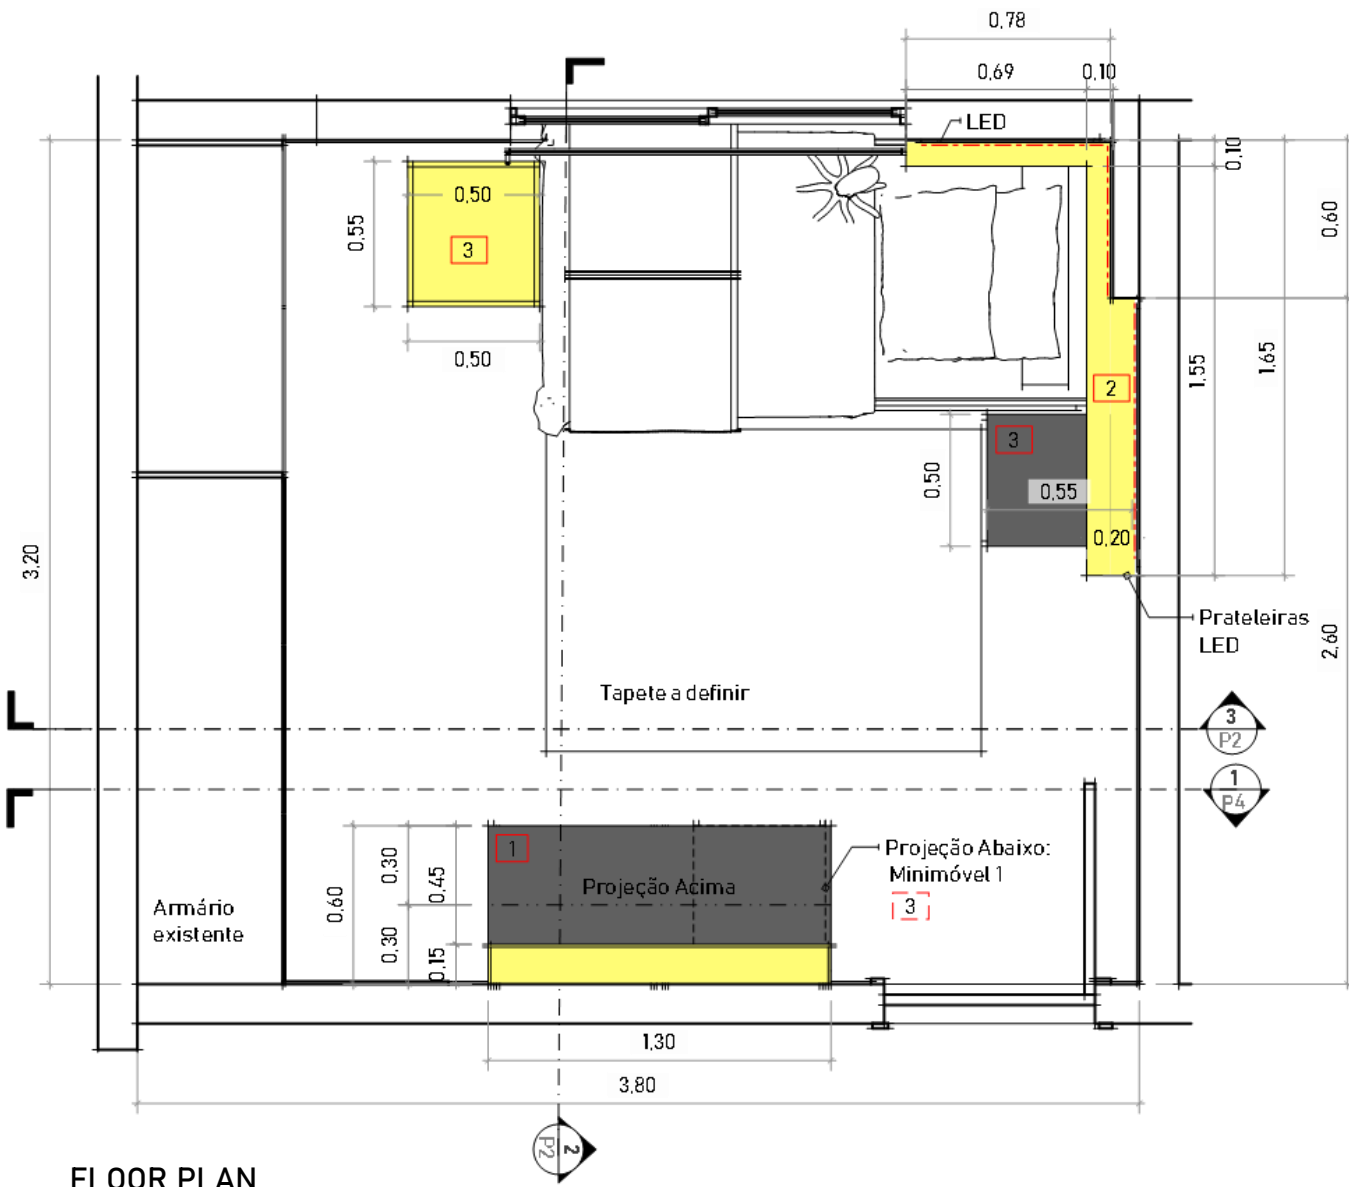 0,78
0,69
0,10
LED
0,10
0,50
0,55
3
0,60
0,50
1,55
1,65
2
3
0,50
0,55
0,20
3,20
Prateleiras
LED
2,60
Tapete a definir
3
P2
1
P4
1
0,60
0,30
0,45
Projeção Acima
Projeção Abaixo:
Minimóvel 1
3
Armário
existente
0,30
0,15
1,30
3,80
2
P2
FLOOR PLAN